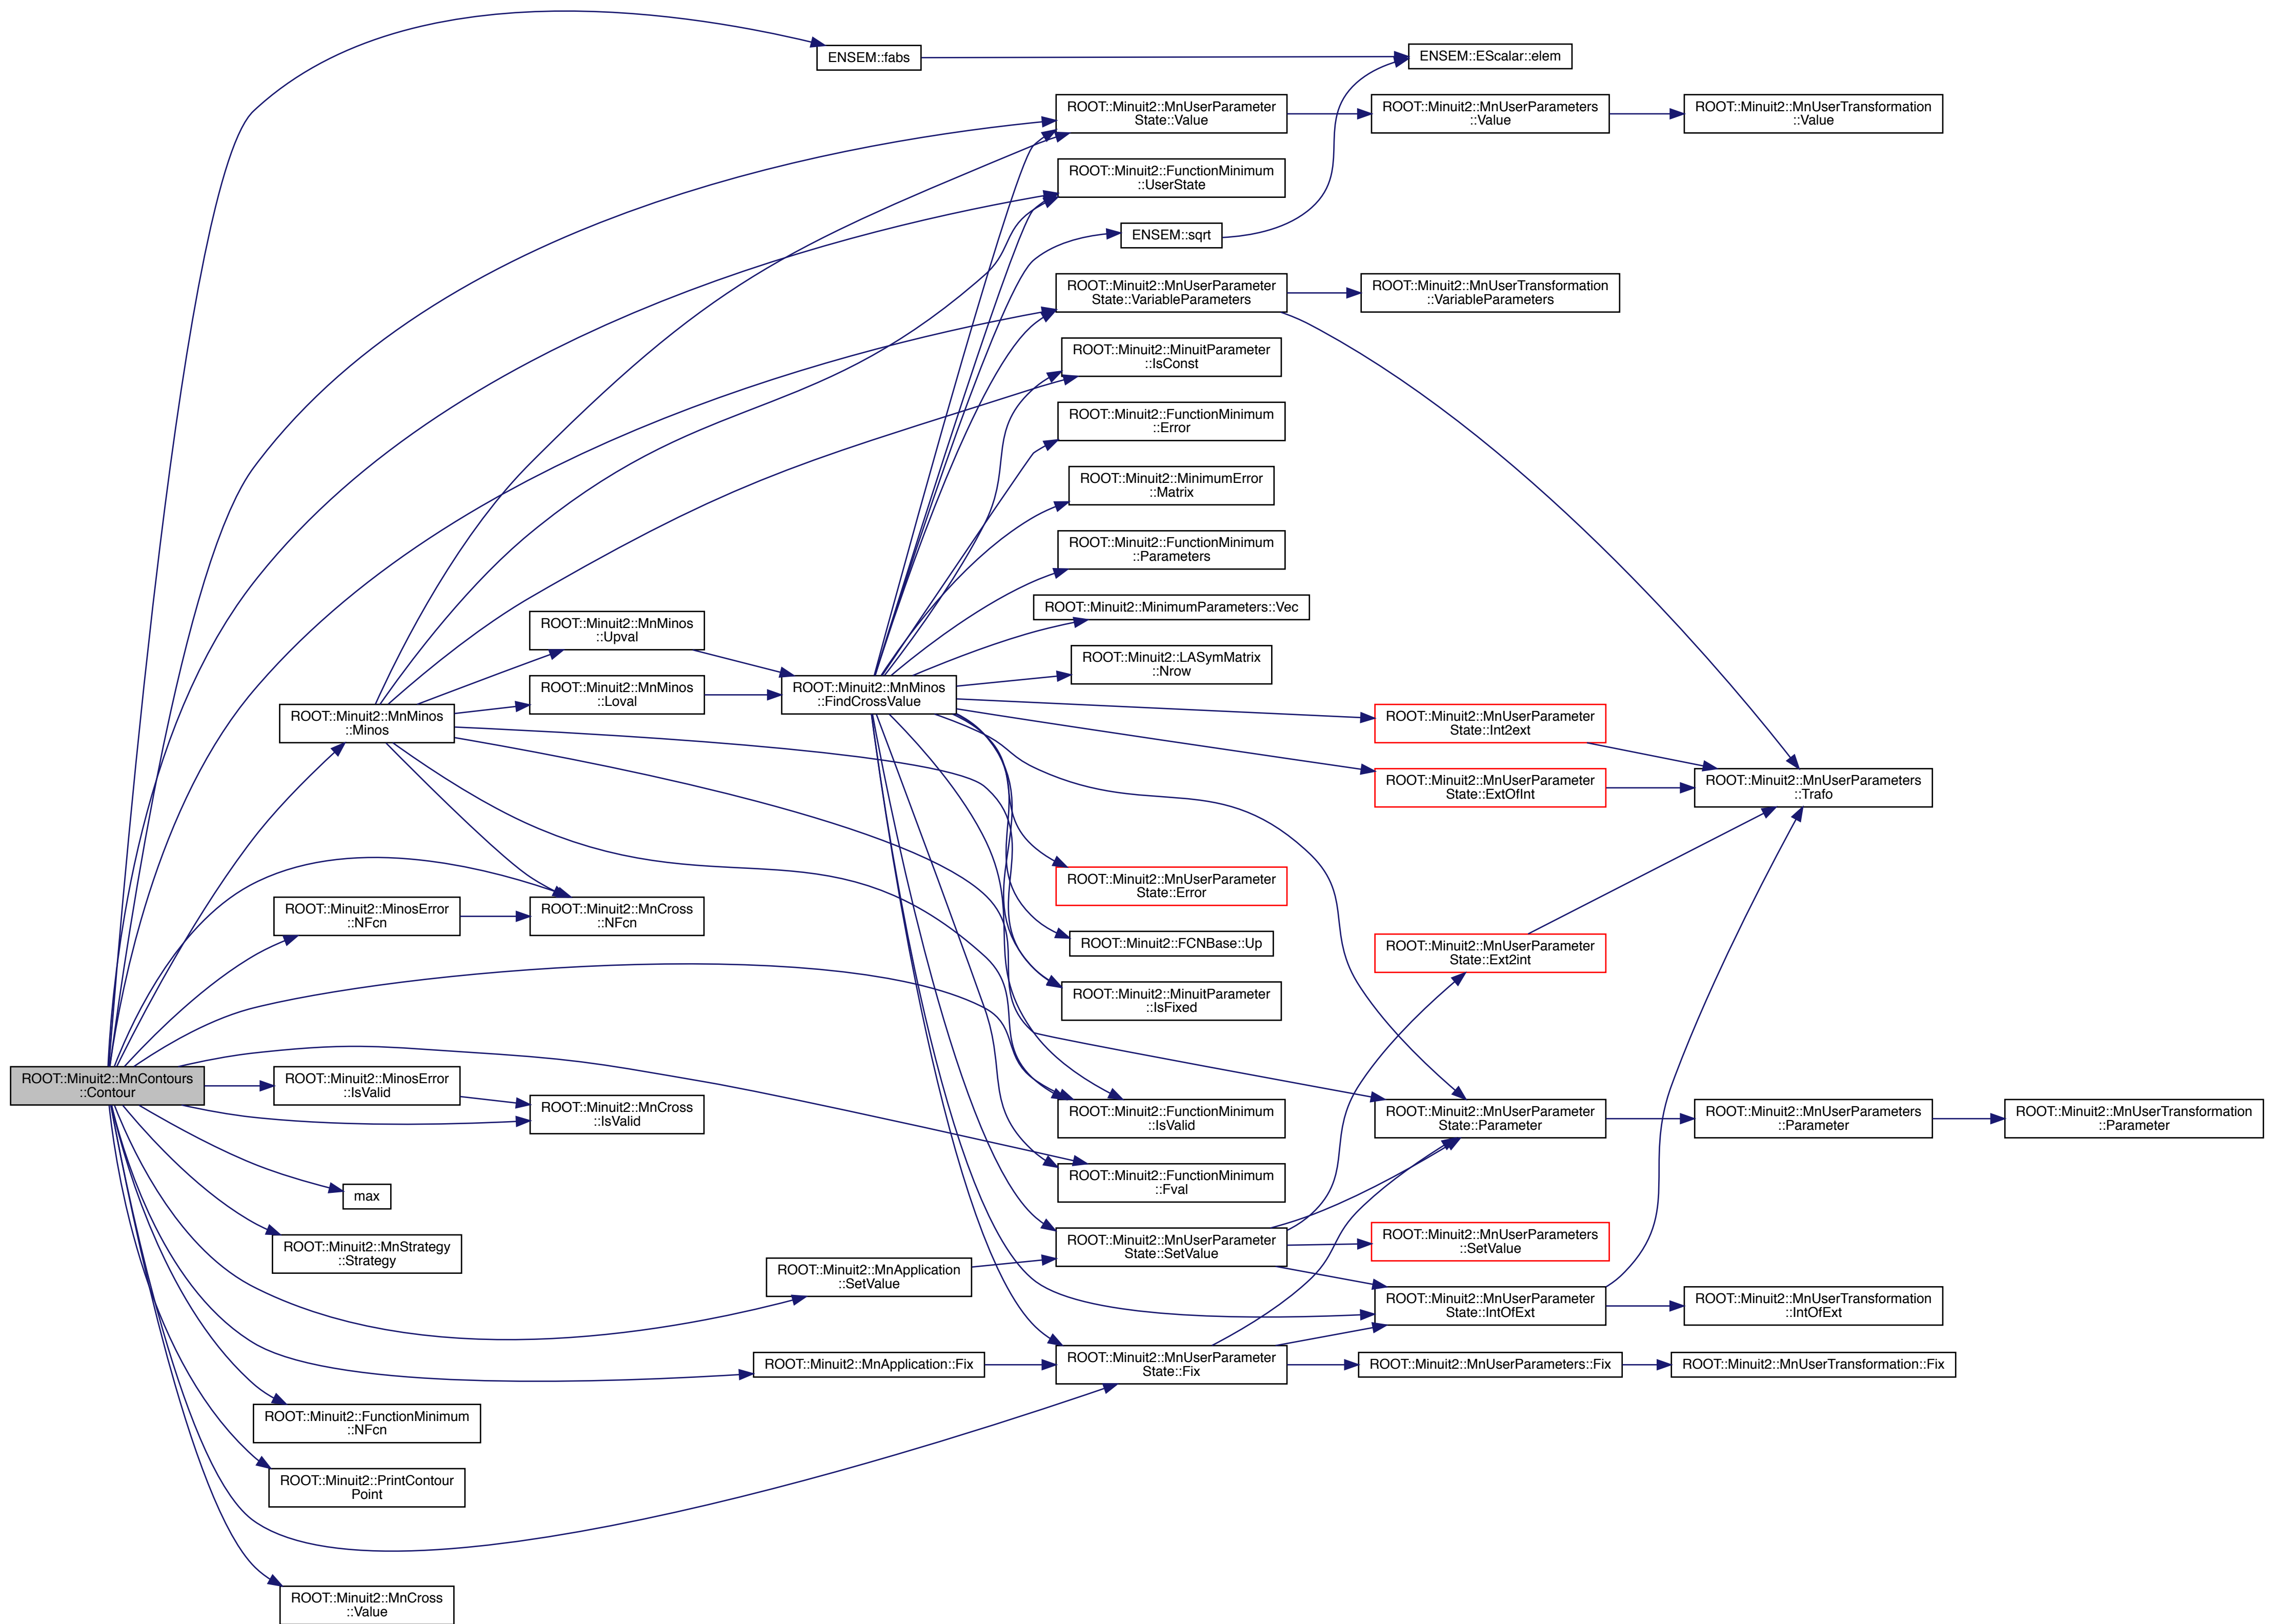 ENSEM::fabs
ENSEM::EScalar::elem
ROOT::Minuit2::MnUserParameter
State::Value
ROOT::Minuit2::MnUserParameters
::Value
ROOT::Minuit2::MnUserTransformation
::Value
ROOT::Minuit2::FunctionMinimum
::UserState
ENSEM::sqrt
ROOT::Minuit2::MnUserParameter
State::VariableParameters
ROOT::Minuit2::MnUserTransformation
::VariableParameters
ROOT::Minuit2::MinuitParameter
::IsConst
ROOT::Minuit2::FunctionMinimum
::Error
ROOT::Minuit2::MinimumError
::Matrix
ROOT::Minuit2::FunctionMinimum
::Parameters
ROOT::Minuit2::MinimumParameters::Vec
ROOT::Minuit2::MnMinos
::Upval
ROOT::Minuit2::LASymMatrix
::Nrow
ROOT::Minuit2::MnMinos
::Loval
ROOT::Minuit2::MnMinos
::FindCrossValue
ROOT::Minuit2::MnMinos
::Minos
ROOT::Minuit2::MnUserParameter
State::Int2ext
ROOT::Minuit2::MnUserParameter
State::ExtOfInt
ROOT::Minuit2::MnUserParameters
::Trafo
ROOT::Minuit2::MnUserParameter
State::Error
ROOT::Minuit2::MinosError
::NFcn
ROOT::Minuit2::MnCross
::NFcn
ROOT::Minuit2::FCNBase::Up
ROOT::Minuit2::MnUserParameter
State::Ext2int
ROOT::Minuit2::MinuitParameter
::IsFixed
ROOT::Minuit2::MnContours
::Contour
ROOT::Minuit2::MinosError
::IsValid
ROOT::Minuit2::MnCross
::IsValid
ROOT::Minuit2::FunctionMinimum
::IsValid
ROOT::Minuit2::MnUserParameter
State::Parameter
ROOT::Minuit2::MnUserParameters
::Parameter
ROOT::Minuit2::MnUserTransformation
::Parameter
max
ROOT::Minuit2::FunctionMinimum
::Fval
ROOT::Minuit2::MnStrategy
::Strategy
ROOT::Minuit2::MnUserParameter
State::SetValue
ROOT::Minuit2::MnUserParameters
::SetValue
ROOT::Minuit2::MnApplication
::SetValue
ROOT::Minuit2::MnUserParameter
State::IntOfExt
ROOT::Minuit2::MnUserTransformation
::IntOfExt
ROOT::Minuit2::MnApplication::Fix
ROOT::Minuit2::MnUserParameter
State::Fix
ROOT::Minuit2::MnUserParameters::Fix
ROOT::Minuit2::MnUserTransformation::Fix
ROOT::Minuit2::FunctionMinimum
::NFcn
ROOT::Minuit2::PrintContour
Point
ROOT::Minuit2::MnCross
::Value